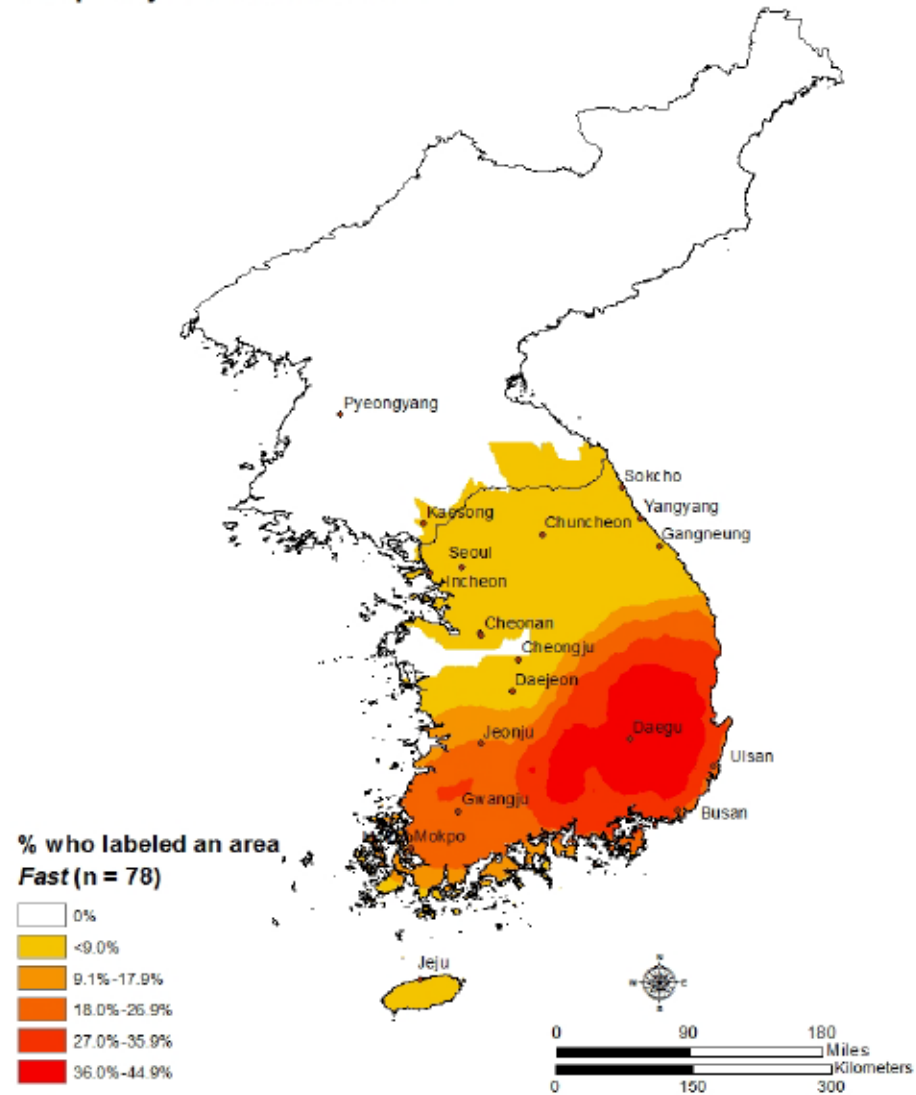 Pyeongyang
Sokcho
Kaesong
Yangyang
Chuncheon
Gangneung
Seoul
Incheon
Cheonan
Cheongju
Daejeon
Jeonju
Daegu
Ulsan
Gwangju
Busan
Mokpo
% who labeled an area
Fast (n = 78)
0%
<9.0%
9.1%-17.9%
18.0%-26.9%
27.0%-35.9%
36.0%-44.9%
Jeju
N
W E
S
0 90 180
Miles
Kilometers
0 150 300